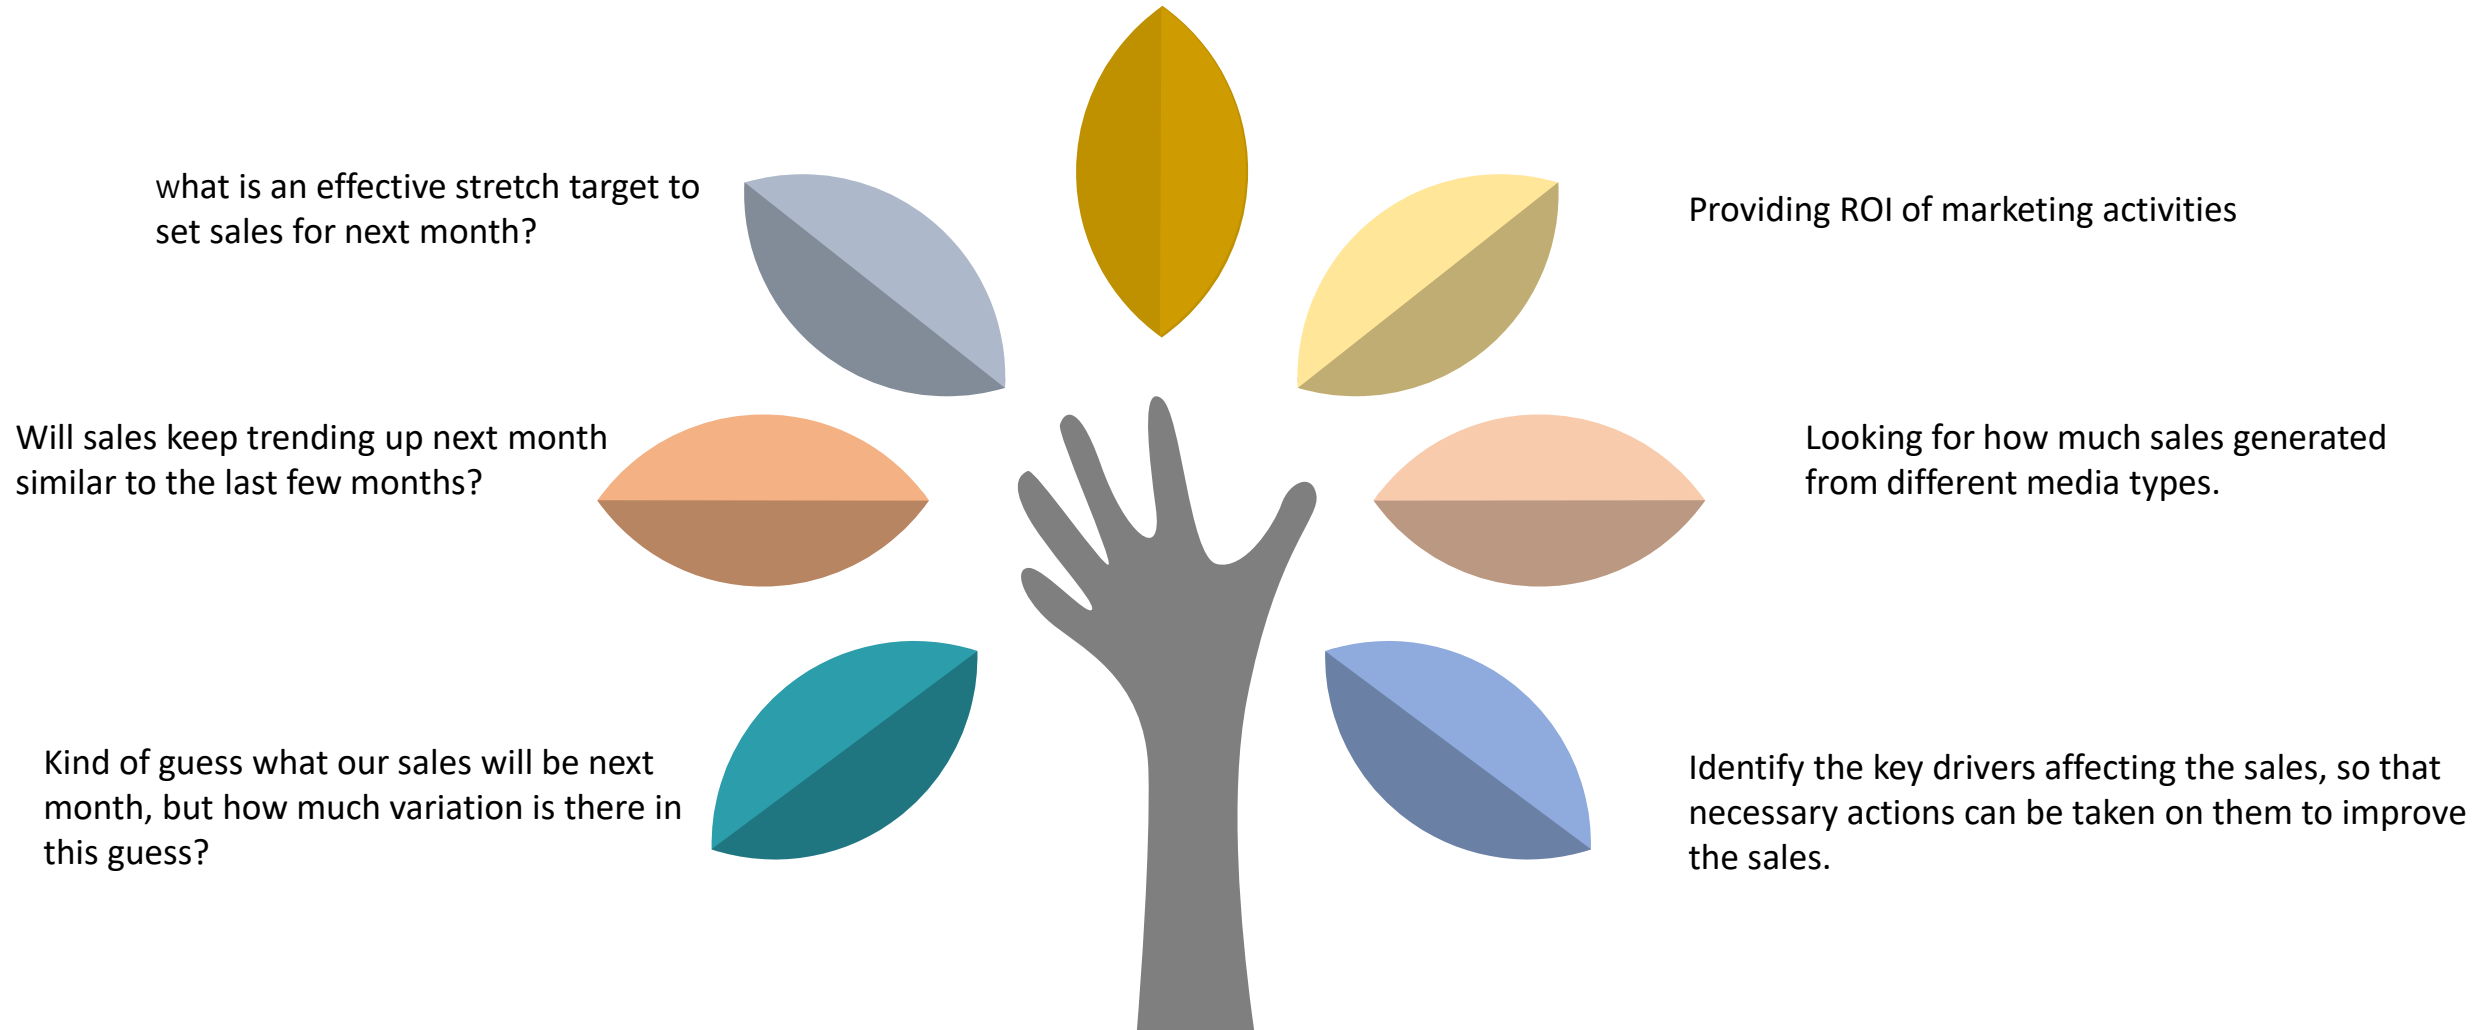 what is an effective stretch target to
set sales for next month?
Will sales keep trending up next month
similar to the last few months?
Kind of guess what our sales will be next
month, but how much variation is there in
this guess?
Providing ROI of marketing activities
Looking for how much sales generated
from different media types.
Identify the key drivers affecting the sales, so that
necessary actions can be taken on them to improve
the sales.